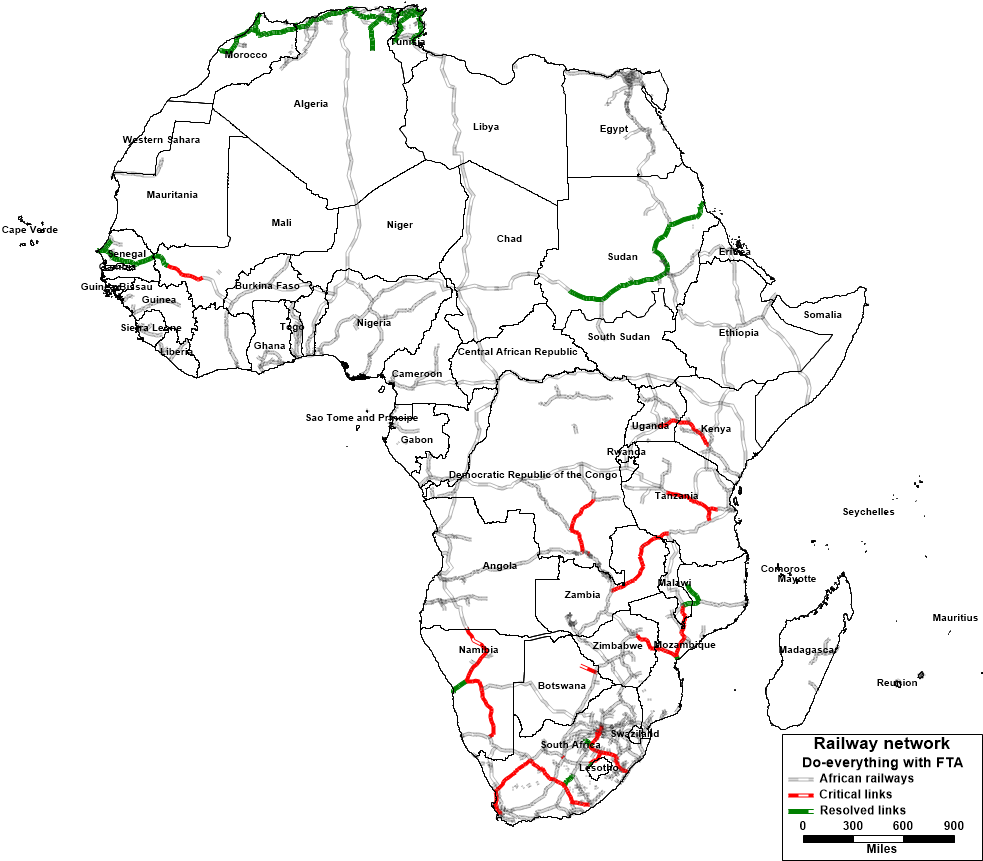 Tunisia
Morocco
Algeria
Libya
Egypt
Western Sahara
Mauritania
Mali
Niger
Chad
Cape Verde
Sudan
Eritrea
Senegal
Gambia
Guinea Bissau
Burkina Faso
Guinea
Somalia
Sierra Leone
Togo
Nigeria
Ethiopia
South Sudan
Liberia
Ghana
Central African Republic
Cameroon
Sao Tome and Principe
Uganda
Kenya
Gabon
Rwanda
Democratic Republic of the Congo
Tanzania
Seychelles
Angola
Comoros
Mayotte
Malawi
Zambia
Mauritius
Namibia
Zimbabwe
Mozambique
Madagascar
Botswana
Reunion
Swaziland
South Africa
Lesotho
Railway network
Do-everything with FTA
African railways
Critical links
Resolved links
0 300 600 900
Miles